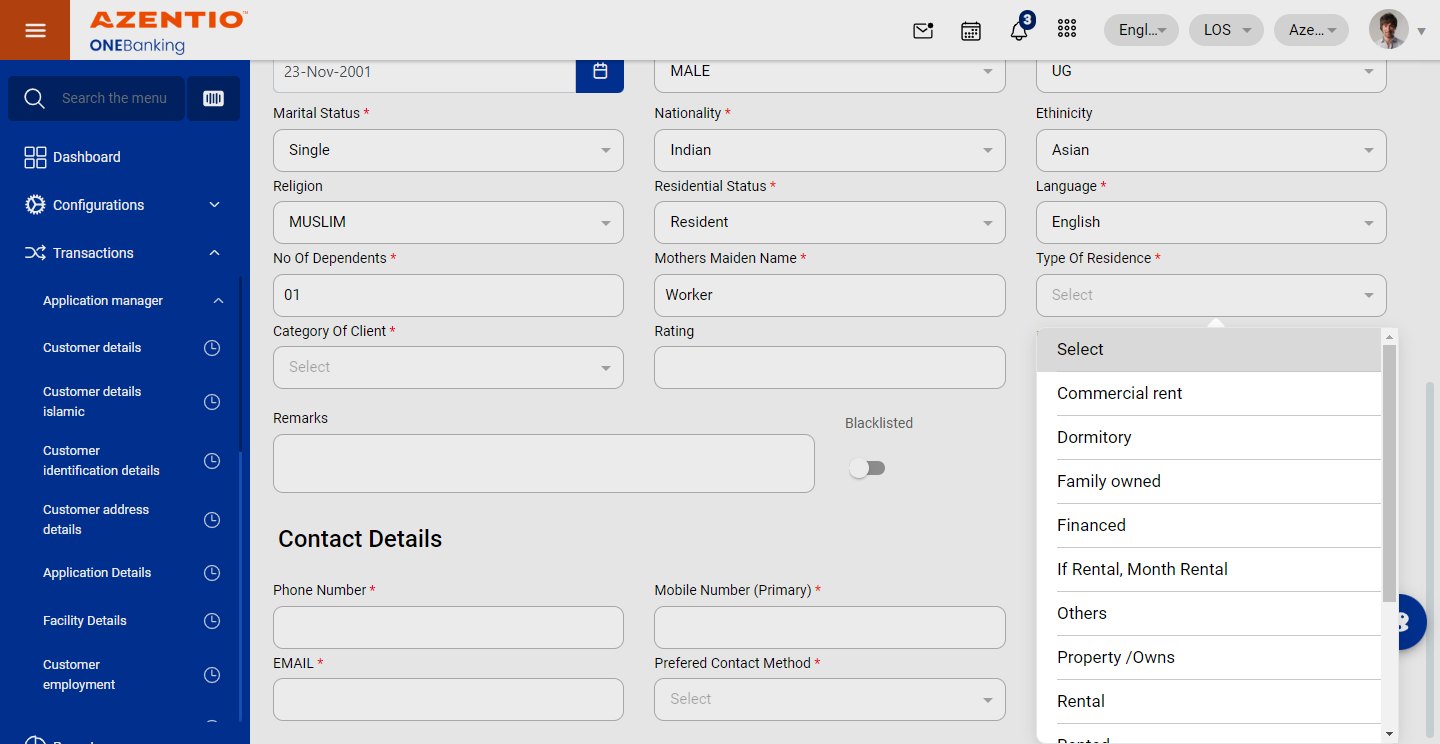 AZENTIO™
ONEBanking
3
Engl...
LOS
Aze...
Search the menu
Dashboard
Configurations
Transactions
Application manager
Customer details
Customer details
islamic
Customer
identification details
Customer address
details
Application Details
Facility Details
Customer
employment
23-Nov-2001
MALE
UG
Marital Status *
Nationality *
Ethinicity
Single
Indian
Asian
Religion
Residential Status *
Language *
MUSLIM
Resident
English
No Of Dependents *
Mothers Maiden Name *
Type Of Residence *
01
Worker
Select
Category Of Client *
Rating
Select
Remarks
Blacklisted
Contact Details
Phone Number *
Mobile Number (Primary) *
EMAIL *
Prefered Contact Method *
Select
Select
Commercial rent
Dormitory
Family owned
Financed
If Rental, Month Rental
Others
Property /Owns
Rental
Rented